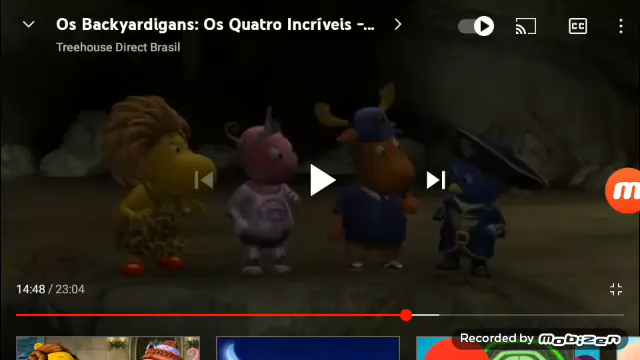 Os Backyardigans: Os Quatro Incríveis -...
Treehouse Direct Brasil
CC
14:48 / 23:04
Recorded by mobizen